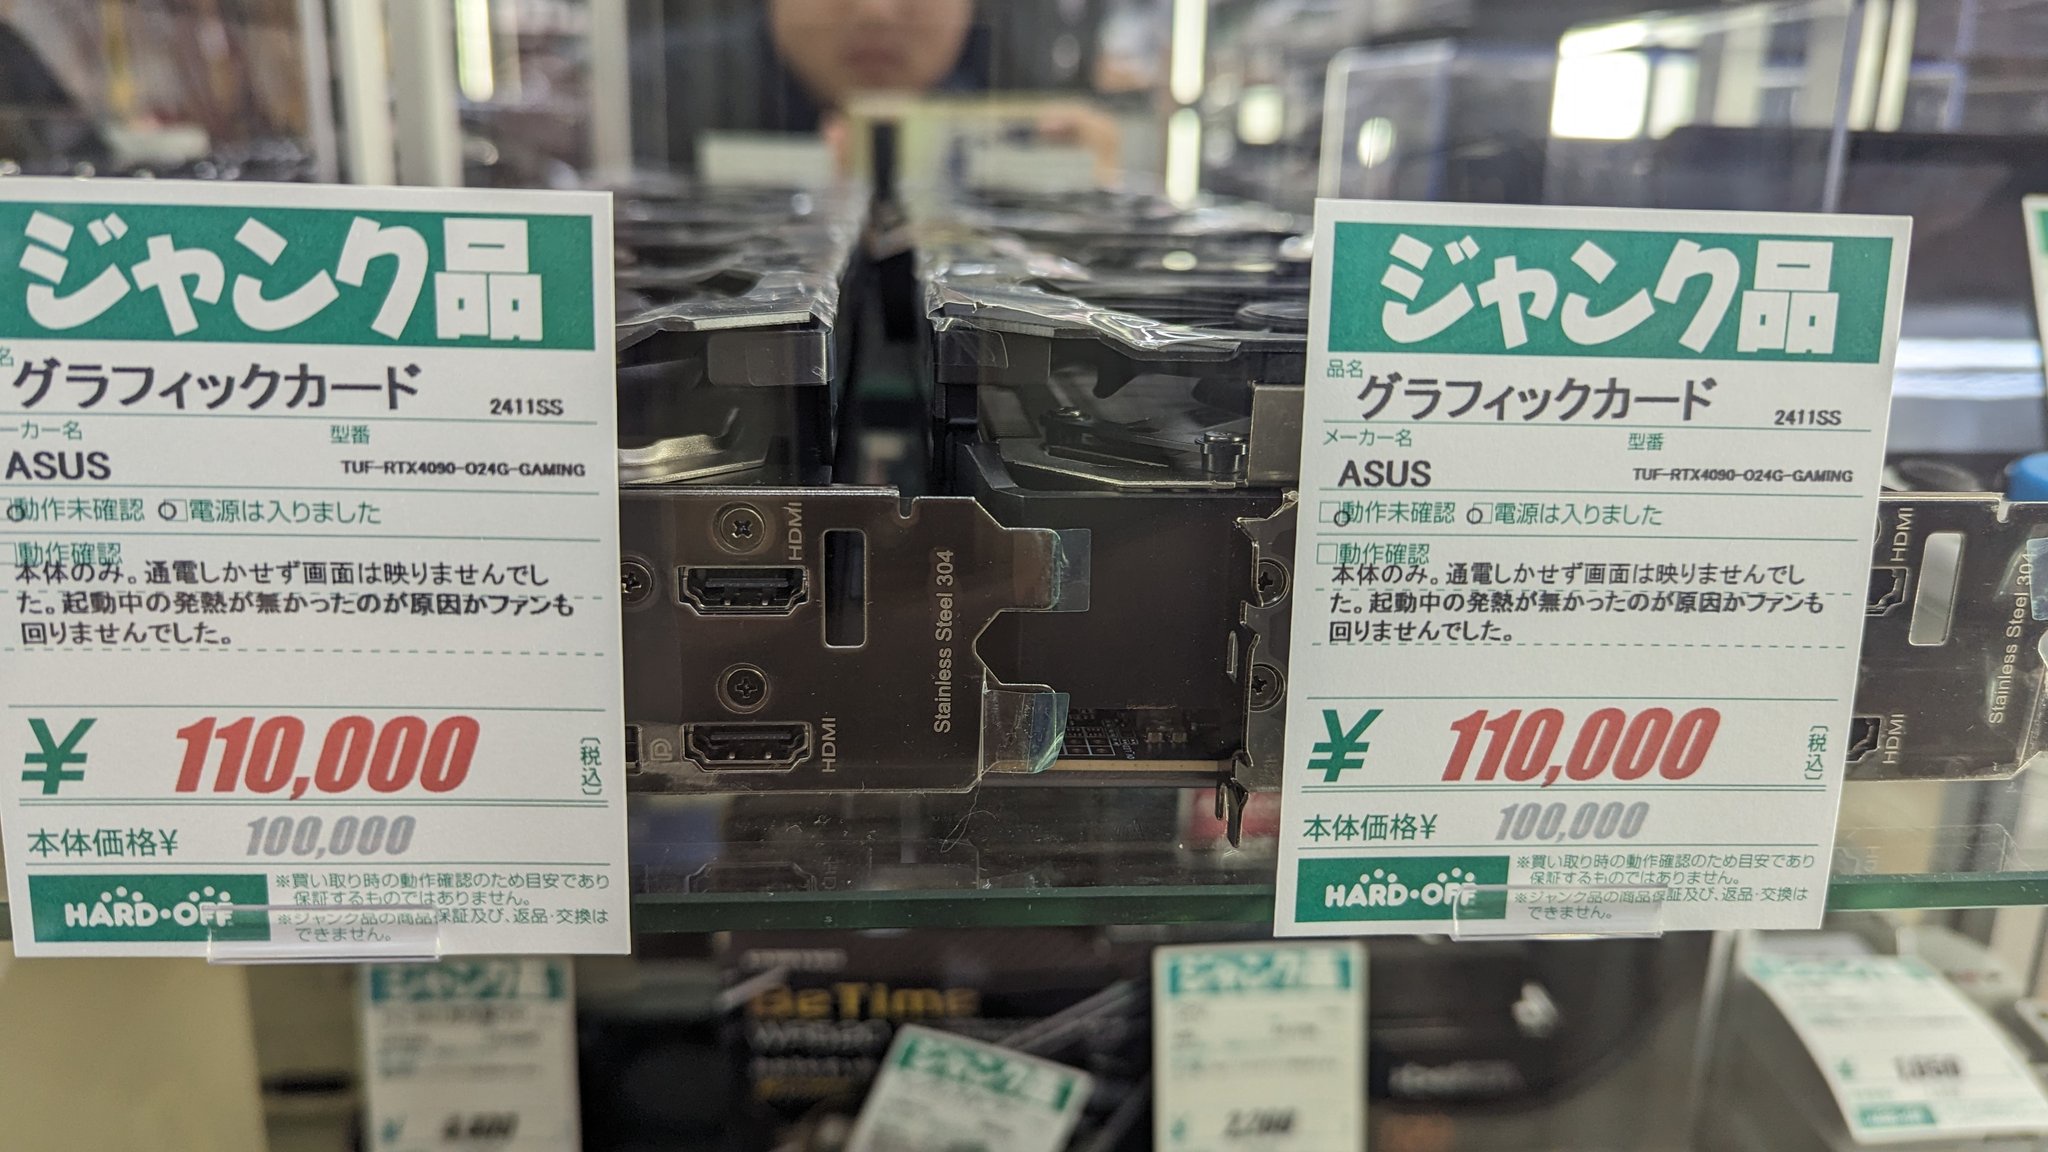 ジャンク品
名
グラフィックカード 2411SS
ーカー名 型番
ASUS TUF-RTX4090-O24G-GAMING
動作未確認 電源は入りました
動作確認
本体のみ。通電しかせず画面は映りませんでし
た。起動中の発熱が無かったのが原因かファンも
回りませんでした。
¥ 110,000 (税込)
本体価格¥ 100,000
HARD・OFF
※買い取り時の動作確認のため目安であり
保証するものではありません。
※ジャンク品の商品保証及び、返品・交換は
できません。
HDMI
HDMI
Stainless Steel 304
ジャンク品
品名
グラフィックカード 2411SS
メーカー名 型番
ASUS TUF-RTX4090-O24G-GAMING
動作未確認 電源は入りました
動作確認
本体のみ。通電しかせず画面は映りませんでし
た。起動中の発熱が無かったのが原因かファンも
回りませんでした。
¥ 110,000 (税込)
本体価格¥ 100,000
HARD・OFF
※買い取り時の動作確認のため目安であり
保証するものではありません。
※ジャンク品の商品保証及び、返品・交換は
できません。
HDMI
HDMI
Stainless Steel 304
ジャンク品
¥
GeTime
ジャンク品
ジャンク品
¥
¥